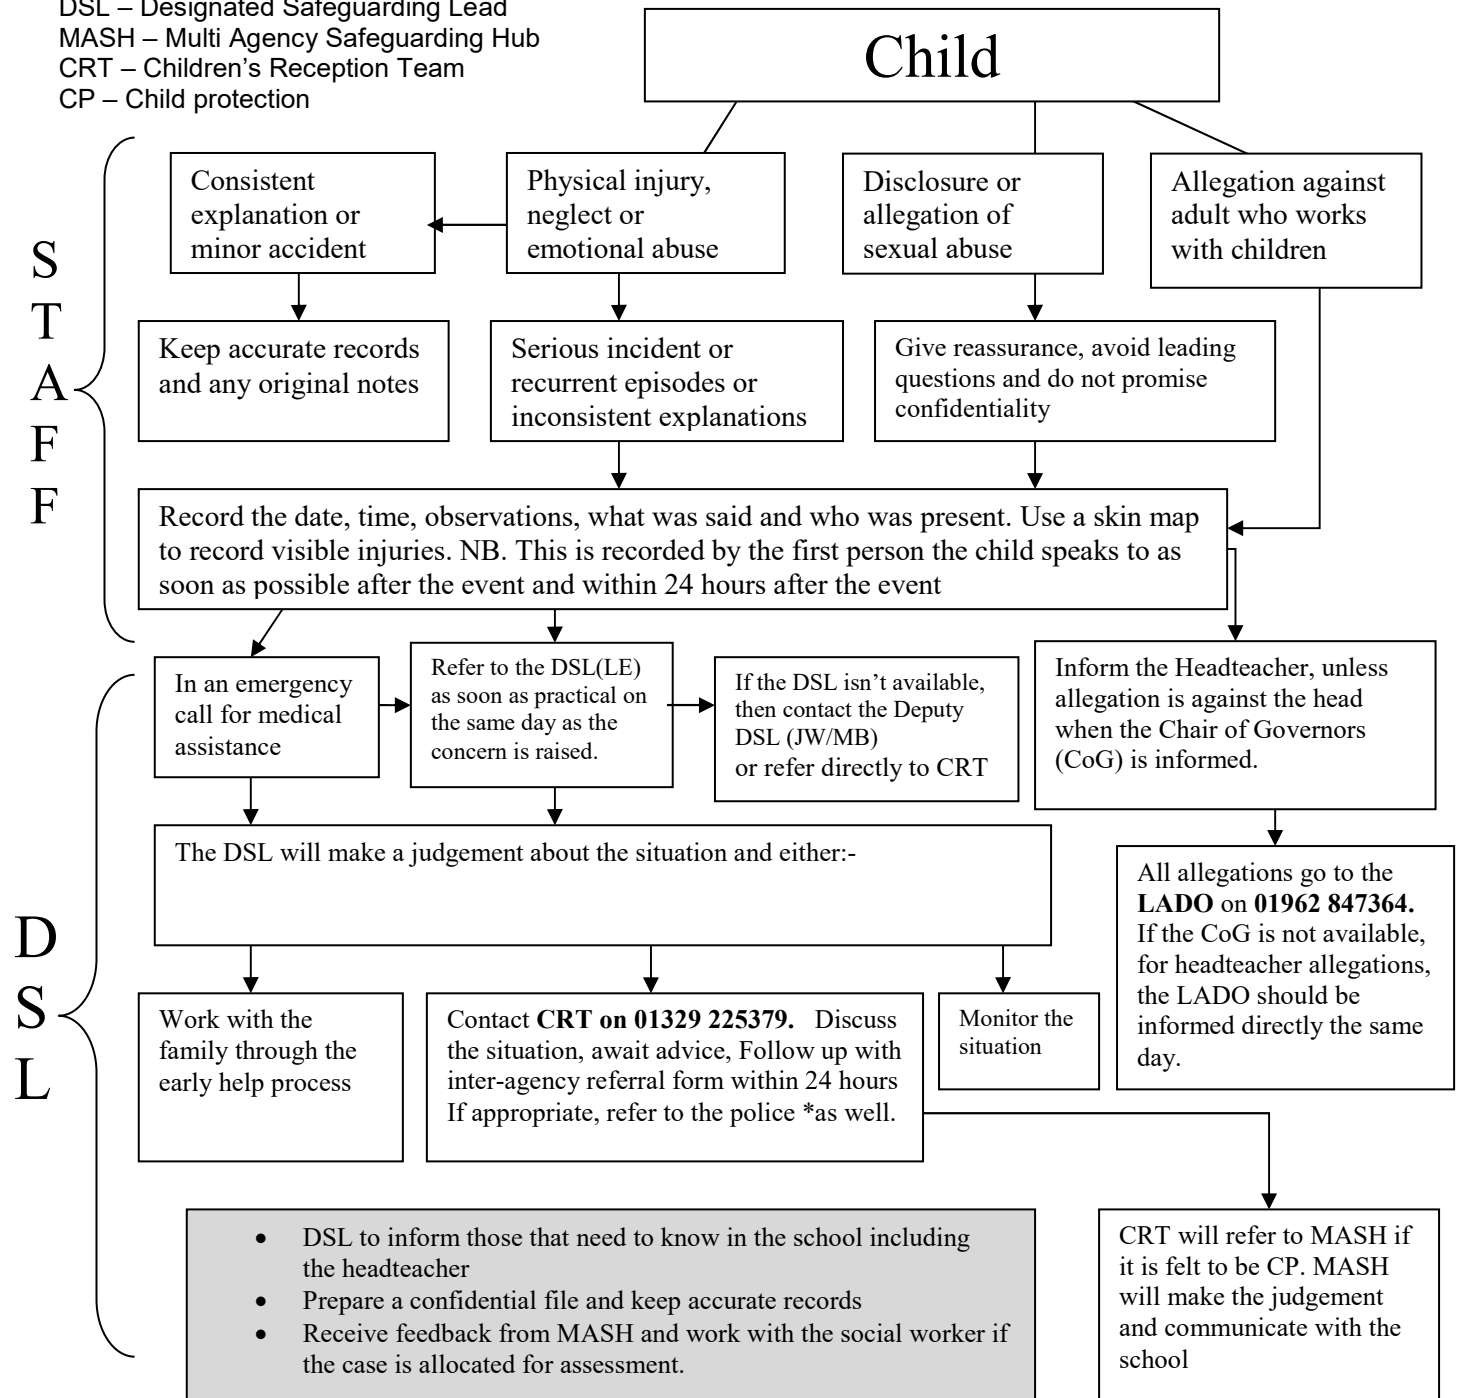 DSL – Designated Safeguarding Lead
MASH – Multi Agency Safeguarding Hub
CRT – Children's Reception Team
CP – Child protection
Child
S
T
A
F
F
Consistent
explanation or
minor accident
Physical injury,
neglect or
emotional abuse
Disclosure or
allegation of
sexual abuse
Allegation against
adult who works
with children
Keep accurate records
and any original notes
Serious incident or
recurrent episodes or
inconsistent explanations
Give reassurance, avoid leading
questions and do not promise
confidentiality
Record the date, time, observations, what was said and who was present. Use a skin map
to record visible injuries. NB. This is recorded by the first person the child speaks to as
soon as possible after the event and within 24 hours after the event
D
S
L
In an emergency
call for medical
assistance
Refer to the DSL(LE)
as soon as practical on
the same day as the
concern is raised.
If the DSL isn't available,
then contact the Deputy
DSL (JW/MB)
or refer directly to CRT
Inform the Headteacher, unless
allegation is against the head
when the Chair of Governors
(CoG) is informed.
The DSL will make a judgement about the situation and either:-
All allegations go to the
LADO on 01962 847364.
If the CoG is not available,
for headteacher allegations,
the LADO should be
informed directly the same
day.
Work with the
family through the
early help process
Contact CRT on 01329 225379. Discuss
the situation, await advice, Follow up with
inter-agency referral form within 24 hours
If appropriate, refer to the police *as well.
Monitor the
situation
• DSL to inform those that need to know in the school including
the headteacher
• Prepare a confidential file and keep accurate records
• Receive feedback from MASH and work with the social worker if
the case is allocated for assessment.
CRT will refer to MASH if
it is felt to be CP. MASH
will make the judgement
and communicate with the
school